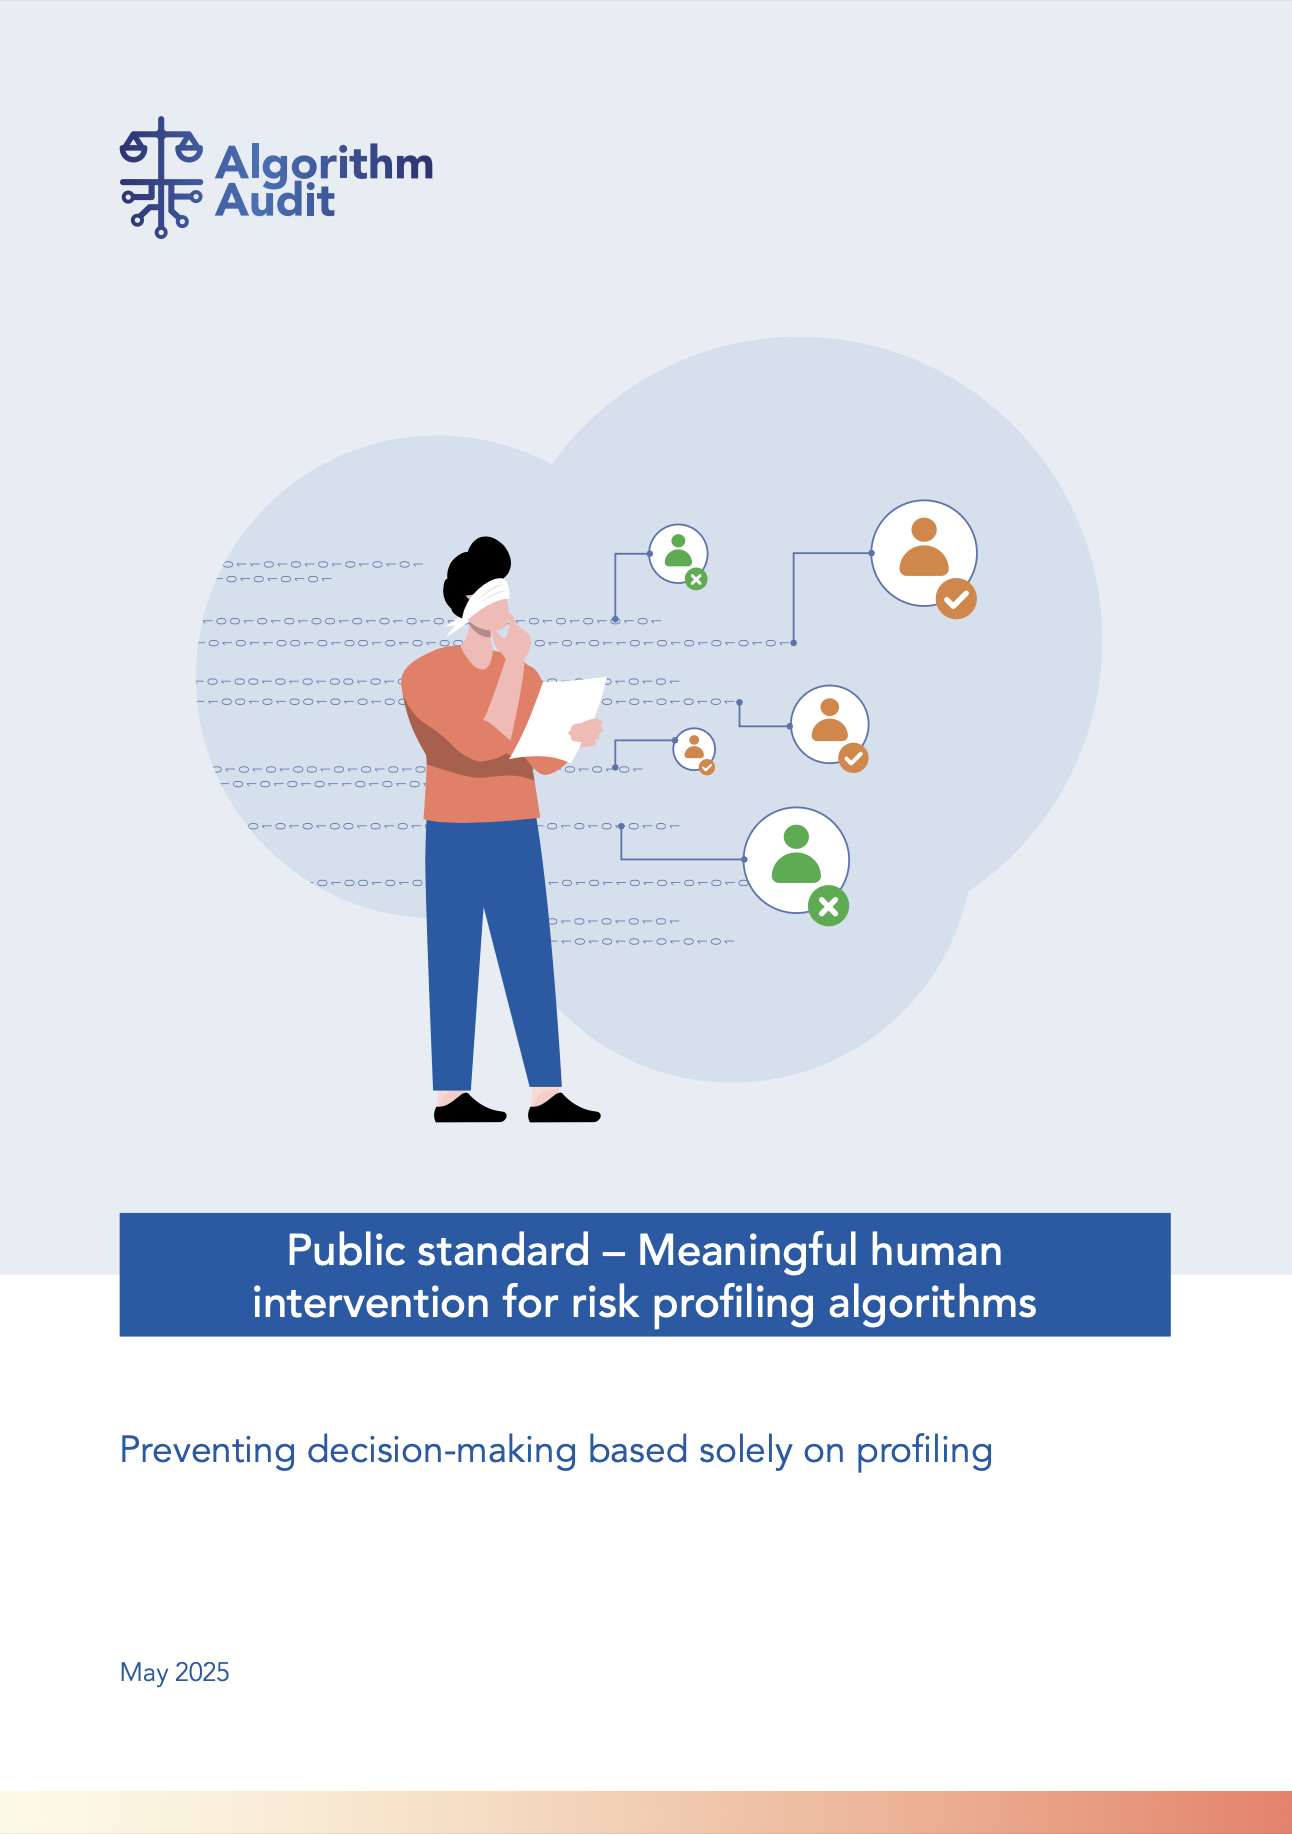 Algorithm
Audit
Public standard – Meaningful human
intervention for risk profiling algorithms
Preventing decision-making based solely on profiling
May 2025